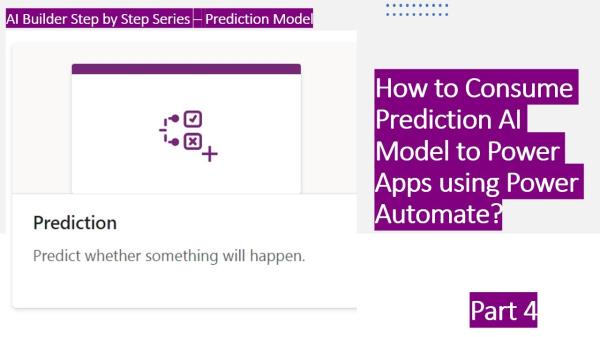 AI Builder Step by Step Series – Prediction Model
How to Consume
Prediction AI
Model to Power
Apps using Power
Automate?
Prediction
Predict whether something will happen.
Part 4